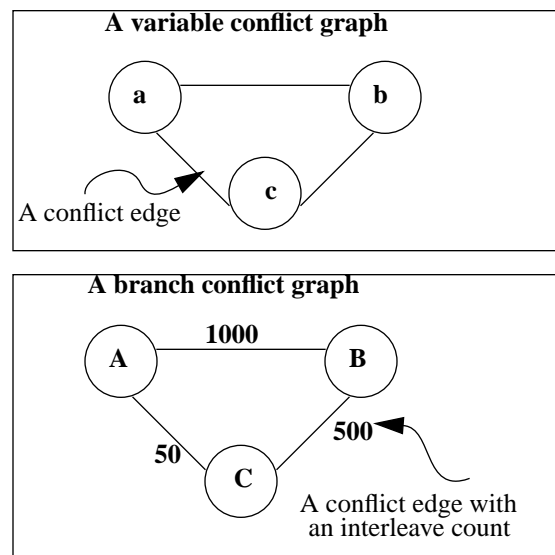 A variable conflict graph
a
b
c
A conflict edge
A branch conflict graph
1000
A
B
50
500
C
A conflict edge with
an interleave count